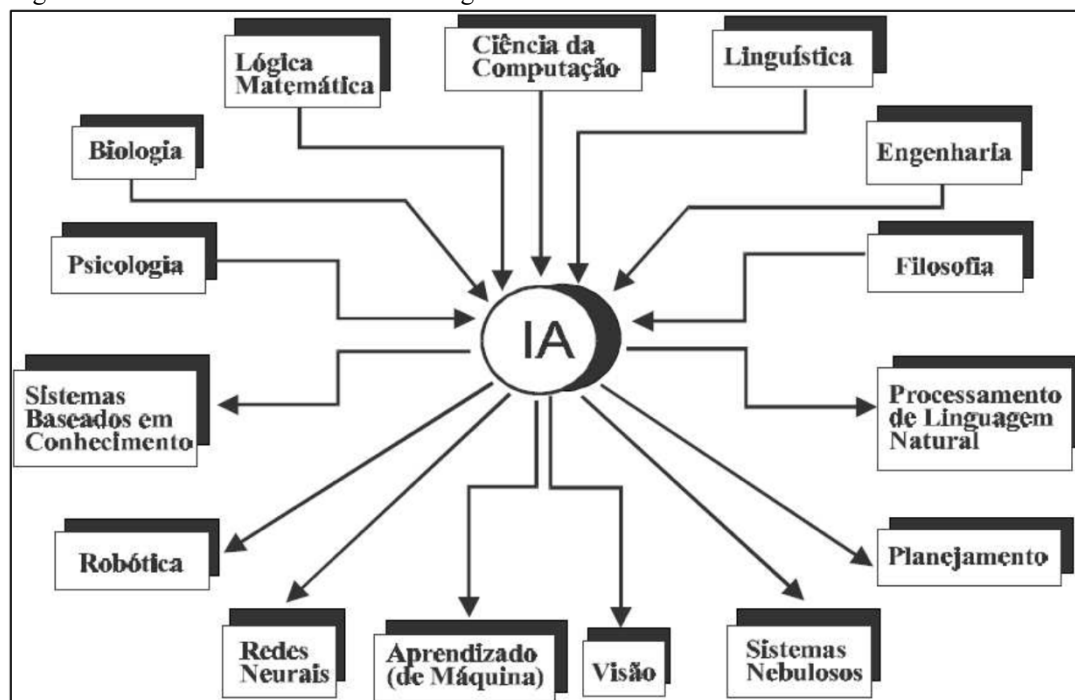 Lógica
Matemática
Ciência da
Computação
Linguística
Biologia
Engenharia
Psicologia
Filosofia
IA
Sistemas
Baseados em
Conhecimento
Processamento
de Linguagem
Natural
Robótica
Planejamento
Redes
Neurais
Aprendizado
(de Máquina)
Visão
Sistemas
Nebulosos